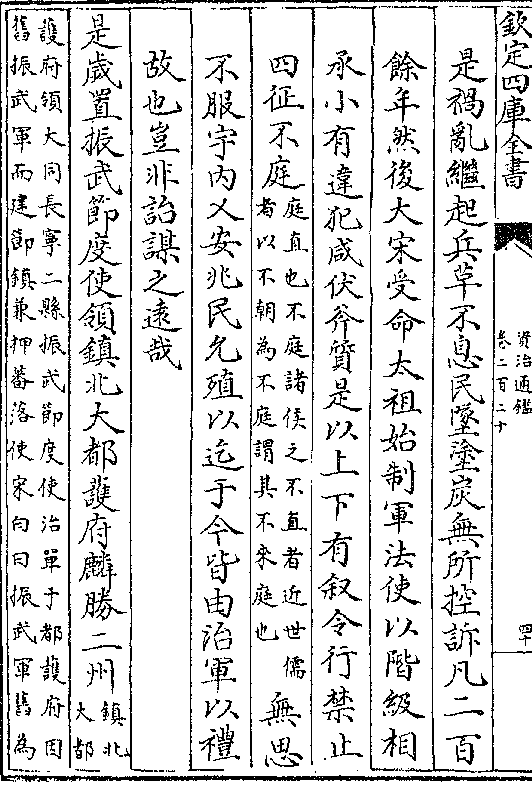 欽定四庫全書
資治通鑑
卷二百二十
四十
是禍亂繼起兵革不息民墜塗炭無所控訴凡二百
餘年然後大宋受命太祖始制軍法使以階級相
承小有違犯咸伏斧質是以上下有叙令行禁止
四征不庭庭直也不庭諸侯之不直者近世儒者以不朝為不庭謂其不來庭也無思
不服宇內乂安兆民允殖以迄于今皆由治軍以禮
故也豈非詒謀之遠哉
是歲置振武節度使領鎮北大都護府麟勝二州鎮北大都
護府領大同長寧二縣振武節度使治單于都護府因
舊振武軍而建節鎮兼押蕃落使宋白曰振武軍舊為